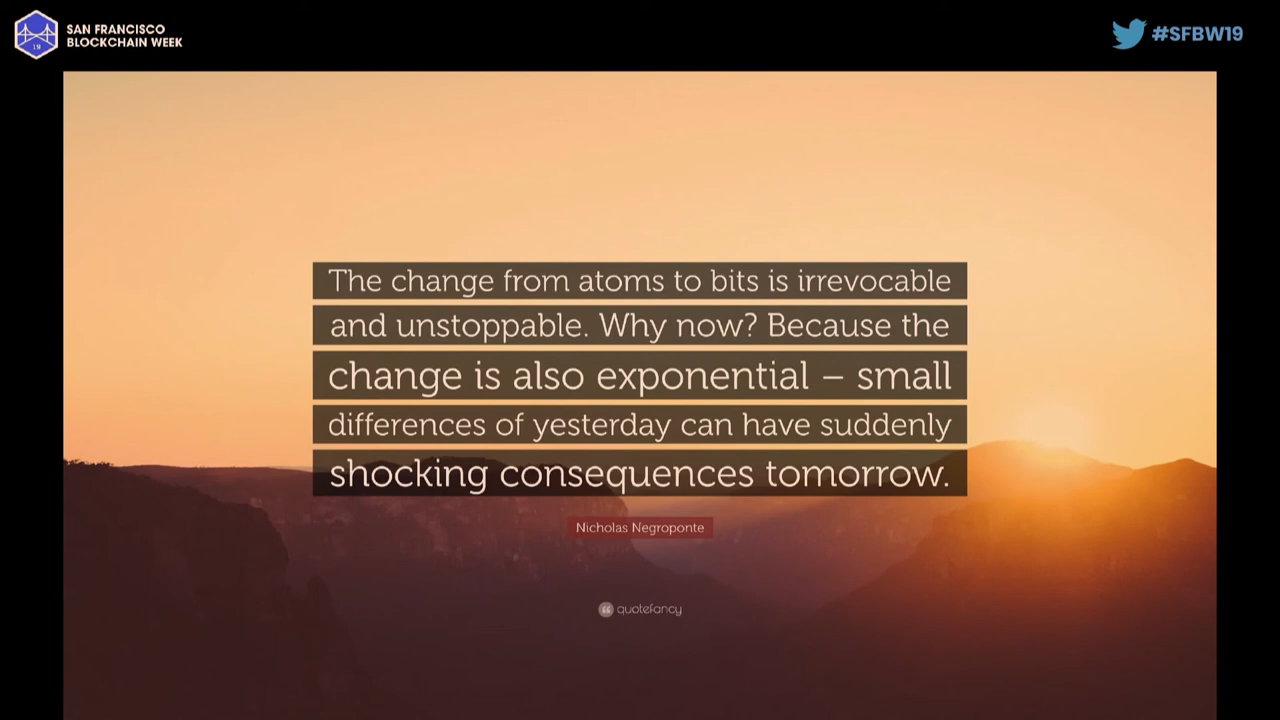 SAN FRANCISCO
BLOCKCHAIN WEEK
19
#SFBW19
The change from atoms to bits is irrevocable
and unstoppable. Why now? Because the
change is also exponential – small
differences of yesterday can have suddenly
shocking consequences tomorrow.
Nicholas Negroponte
quotefancy